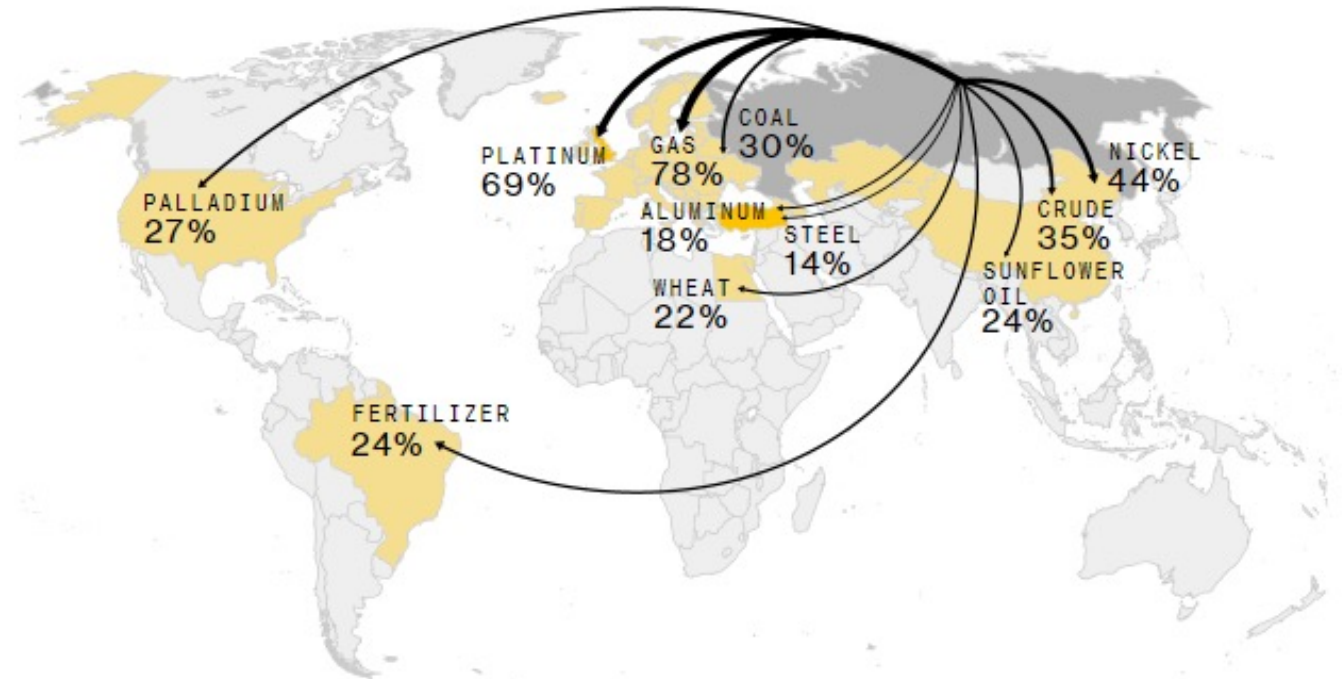 COAL
30%
PLATINUM
69%
GAS
78%
NICKEL
44%
PALLADIUM
27%
ALUMINUM
18%
CRUDE
35%
STEEL
14%
SUNFLOWER
OIL
24%
WHEAT
22%
FERTILIZER
24%